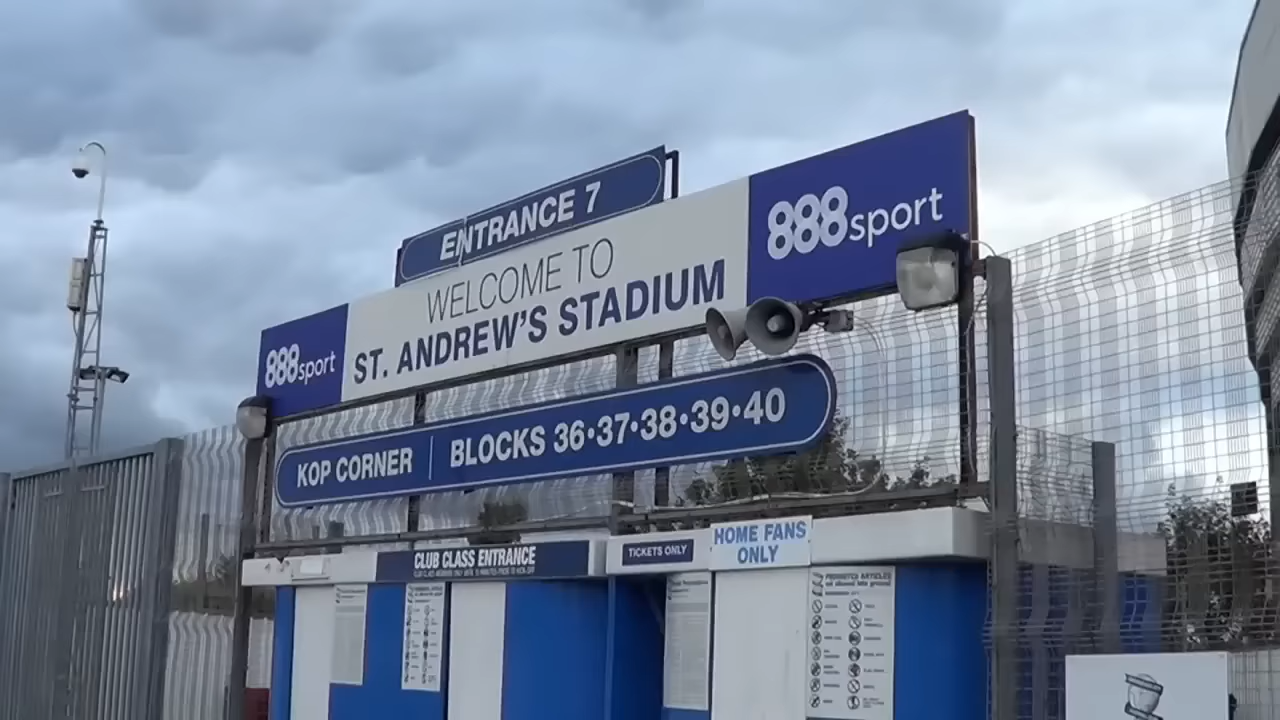 ENTRANCE 7
888sport
WELCOME TO
ST. ANDREW'S STADIUM
888sport
KOP CORNER
BLOCKS 36•37•38•39•40
CLUB CLASS ENTRANCE
TICKETS ONLY
HOME FANS
ONLY
PROHIBITED ARTICLES